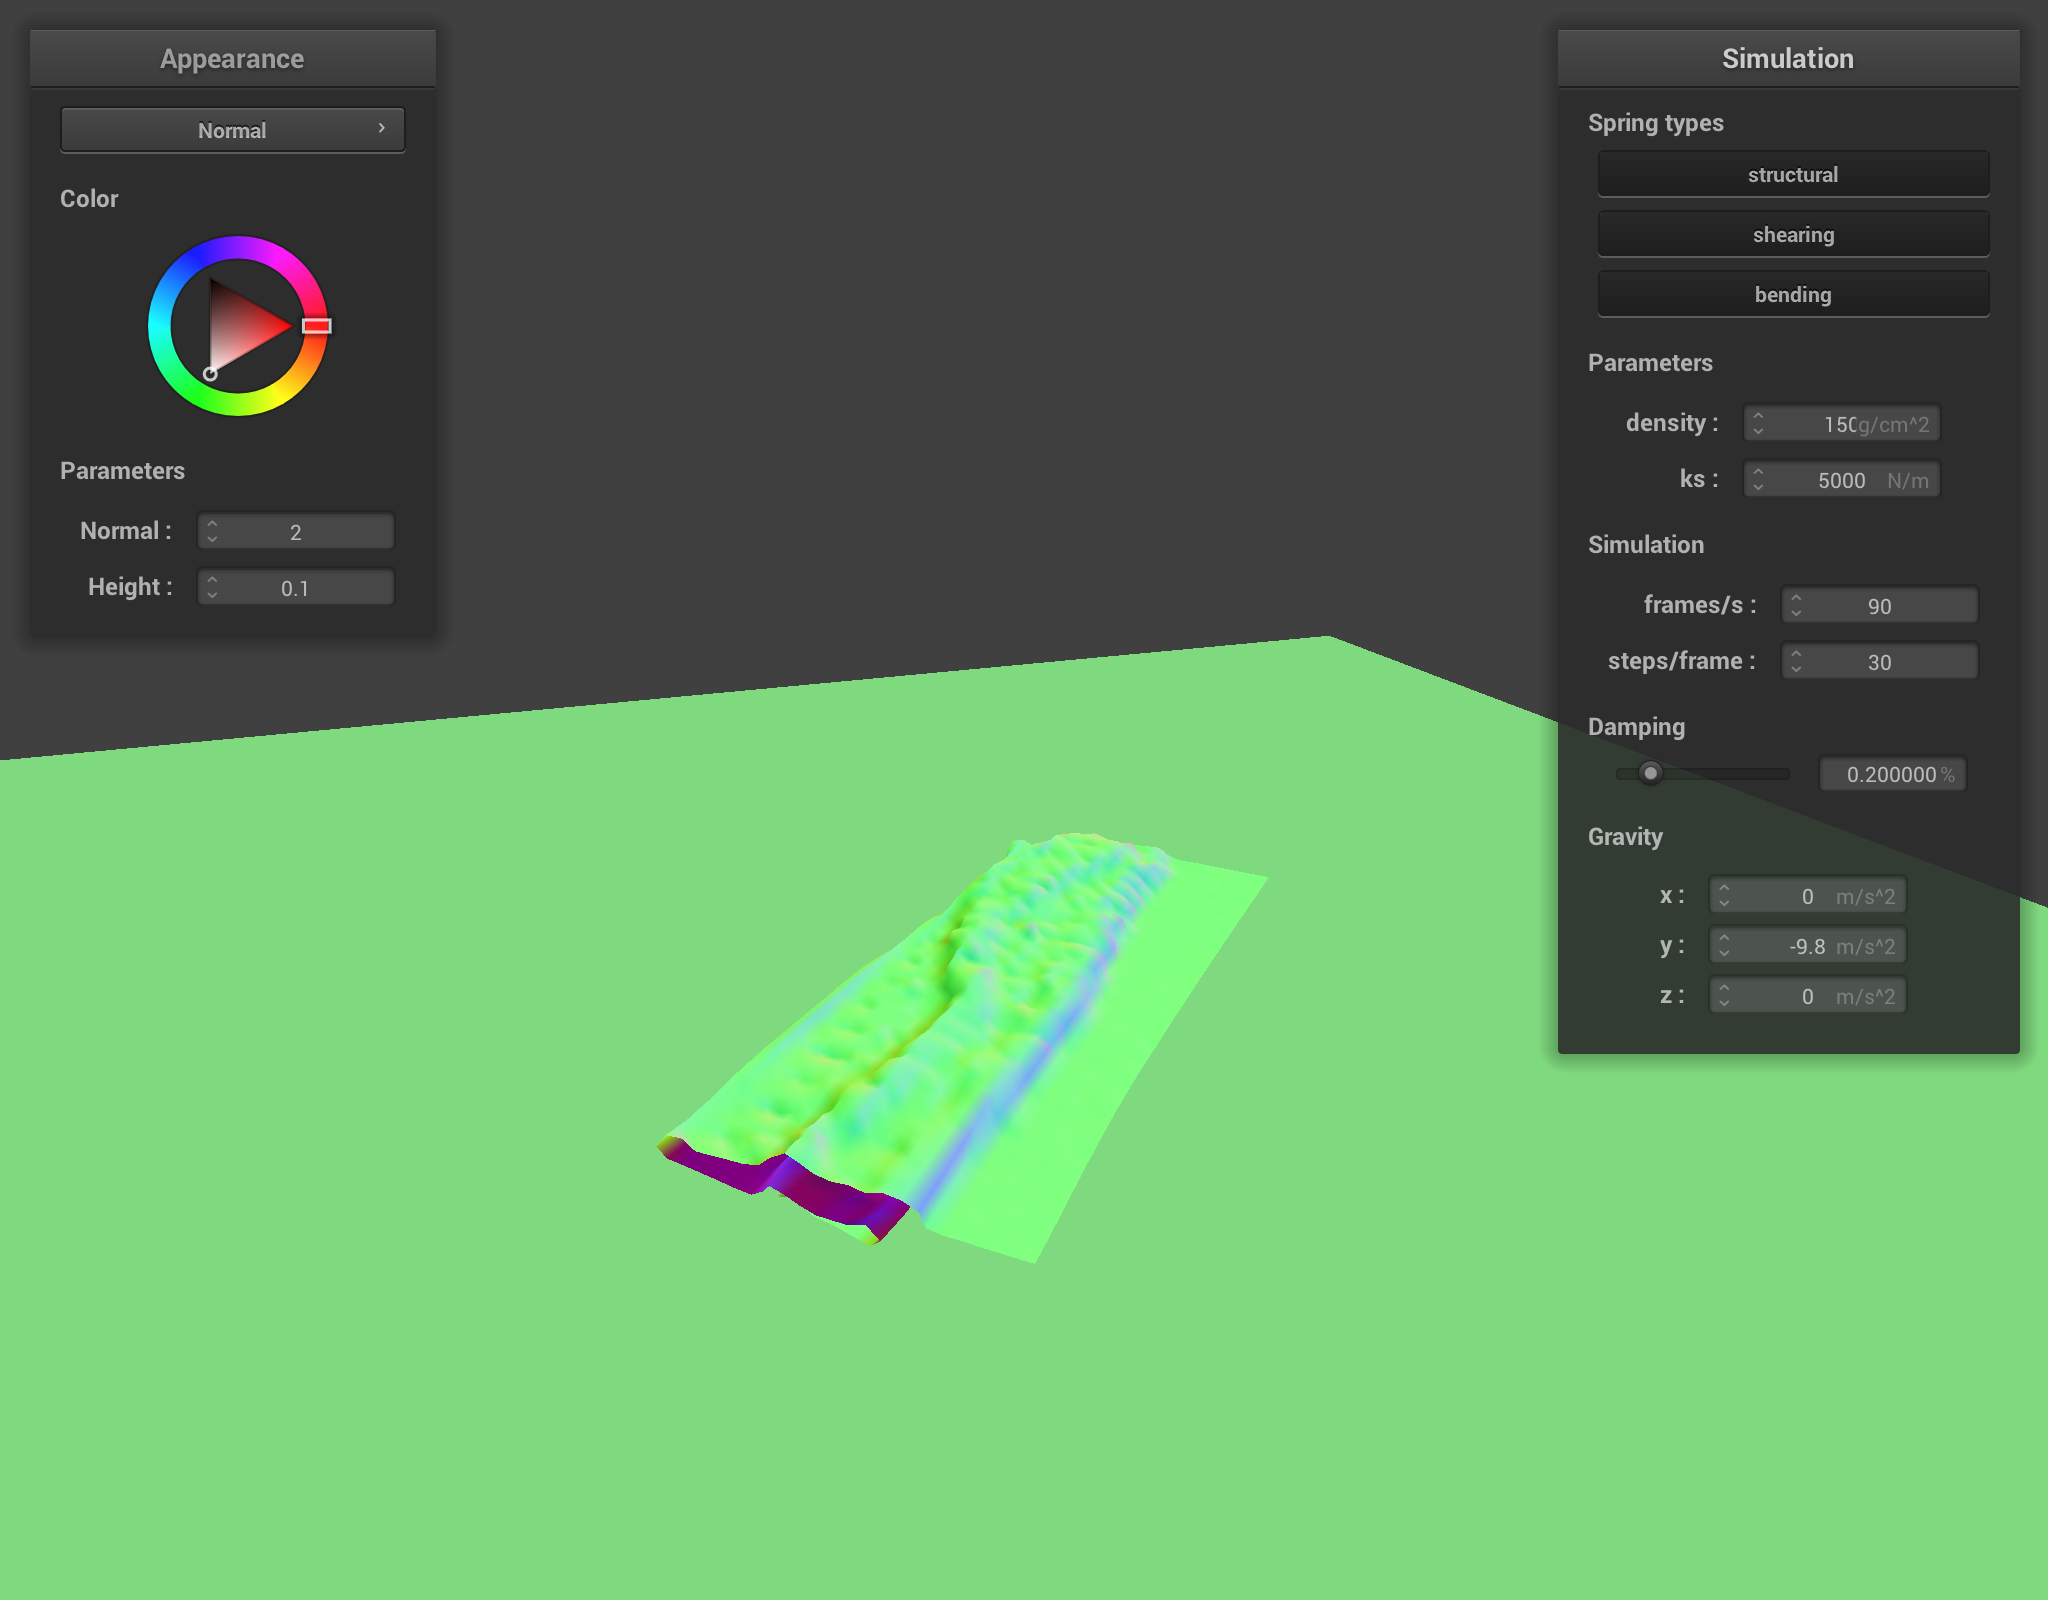 Appearance
Normal
Color
Parameters
Normal : 2
Height : 0.1
Simulation
Spring types
structural
shearing
bending
Parameters
density : 150 g/cm^2
ks : 5000 N/m
Simulation
frames/s : 90
steps/frame : 30
Damping
0.200000 %
Gravity
x : 0 m/s^2
y : -9.8 m/s^2
z : 0 m/s^2